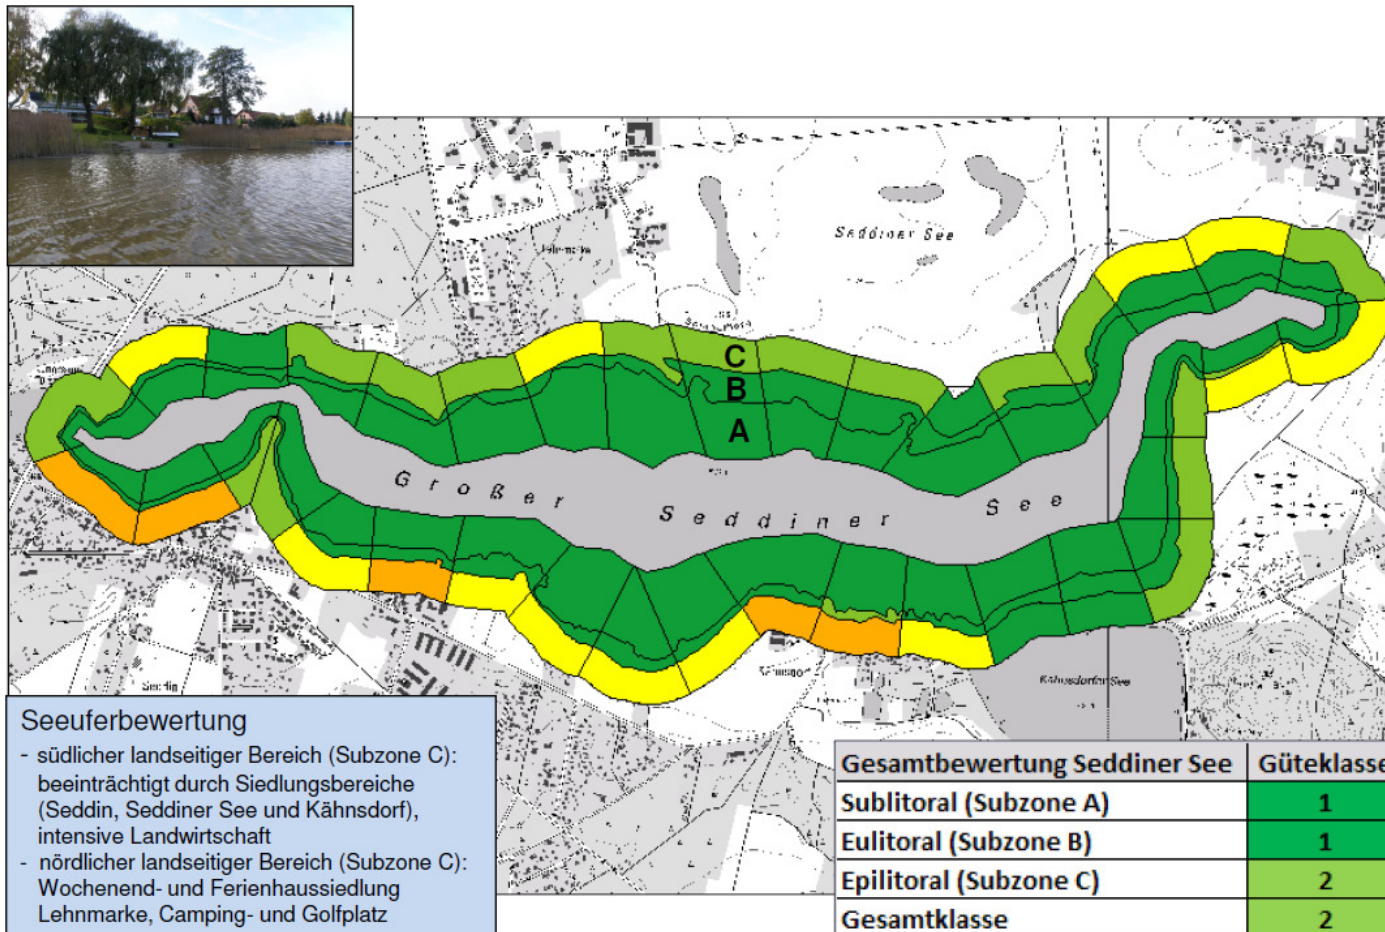 Seddiner See
C
B
A
Großer Seddiner See
Kähnsdorfer See
Seeuferbewertung
- südlicher landseitiger Bereich (Subzone C):
beeinträchtigt durch Siedlungsbereiche
(Seddin, Seddiner See und Kähnsdorf),
intensive Landwirtschaft
- nördlicher landseitiger Bereich (Subzone C):
Wochenend- und Ferienhaussiedlung
Lehnmarke, Camping- und Golfplatz
Gesamtbewertung Seddiner See Güteklasse
Sublitoral (Subzone A) 1
Eulitoral (Subzone B) 1
Epilitoral (Subzone C) 2
Gesamtklasse 2